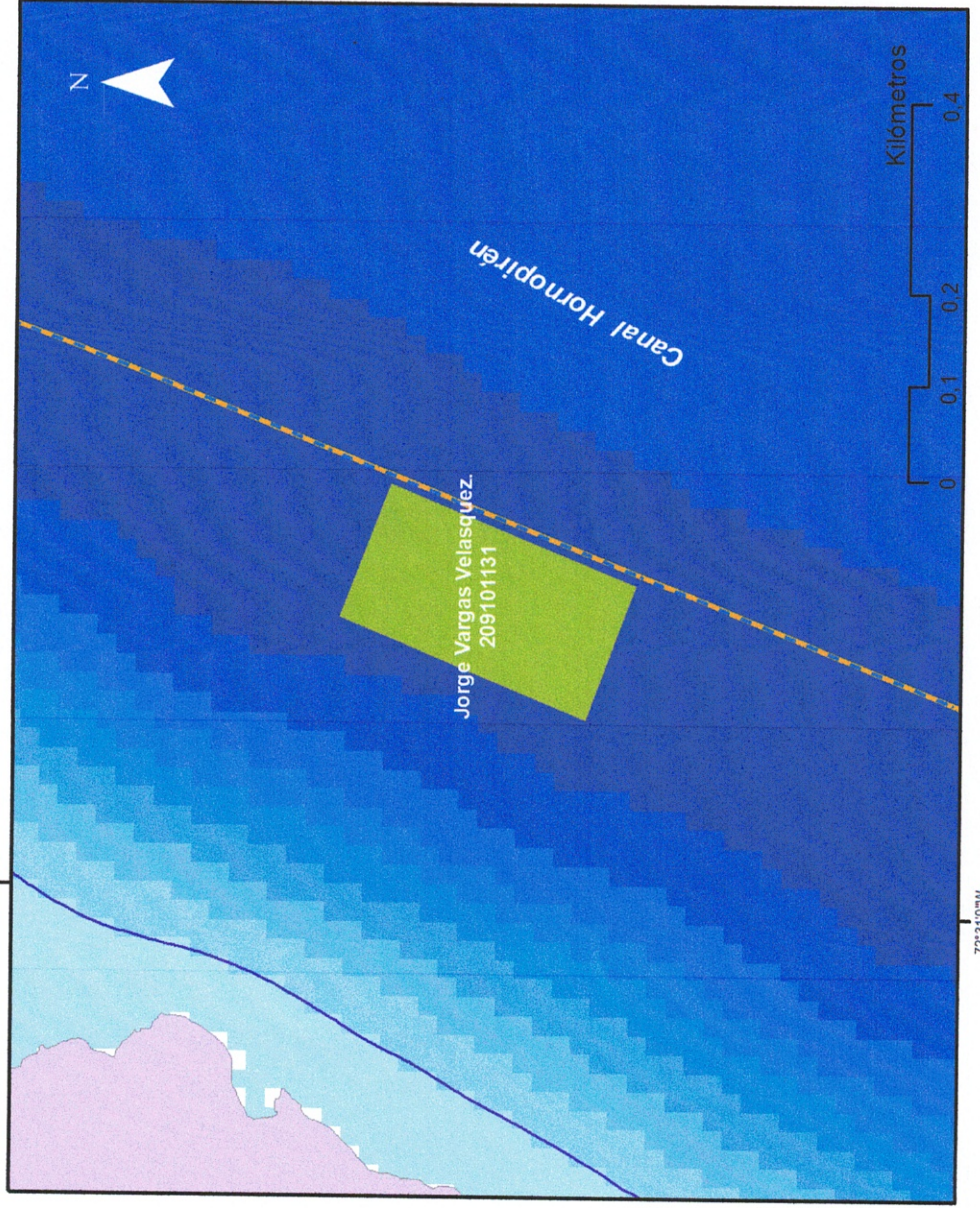 N
Canal Hornopirén
Jorge Vargas Velasquez.
209101131
Kilómetros
0 0,1 0,2 0,4